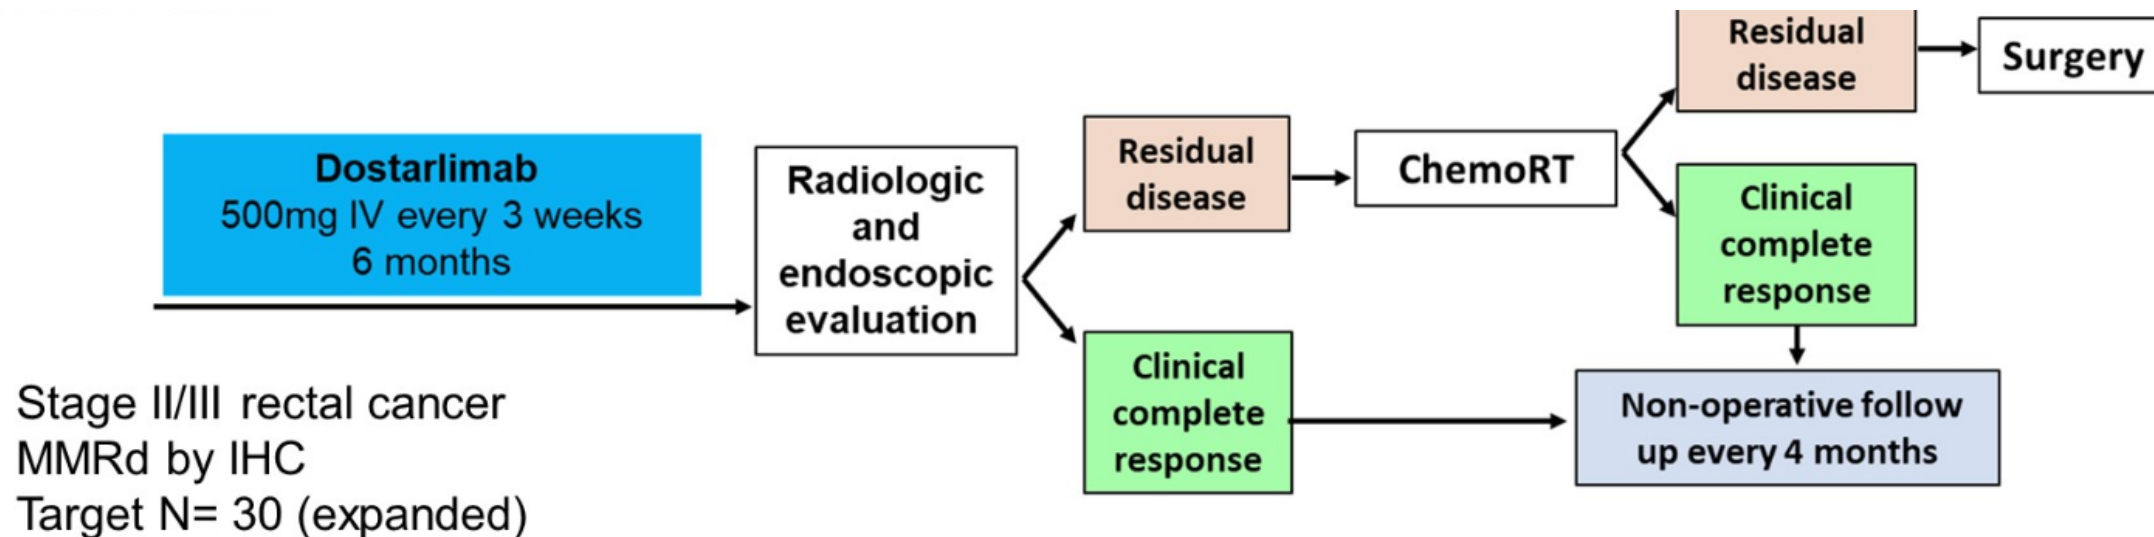 Dostarlimab
500mg IV every 3 weeks
6 months
Stage II/III rectal cancer
MMRd by IHC
Target N= 30 (expanded)
Radiologic
and
endoscopic
evaluation
Residual
disease
Clinical
complete
response
ChemoRT
Residual
disease
Surgery
Clinical
complete
response
Non-operative follow
up every 4 months